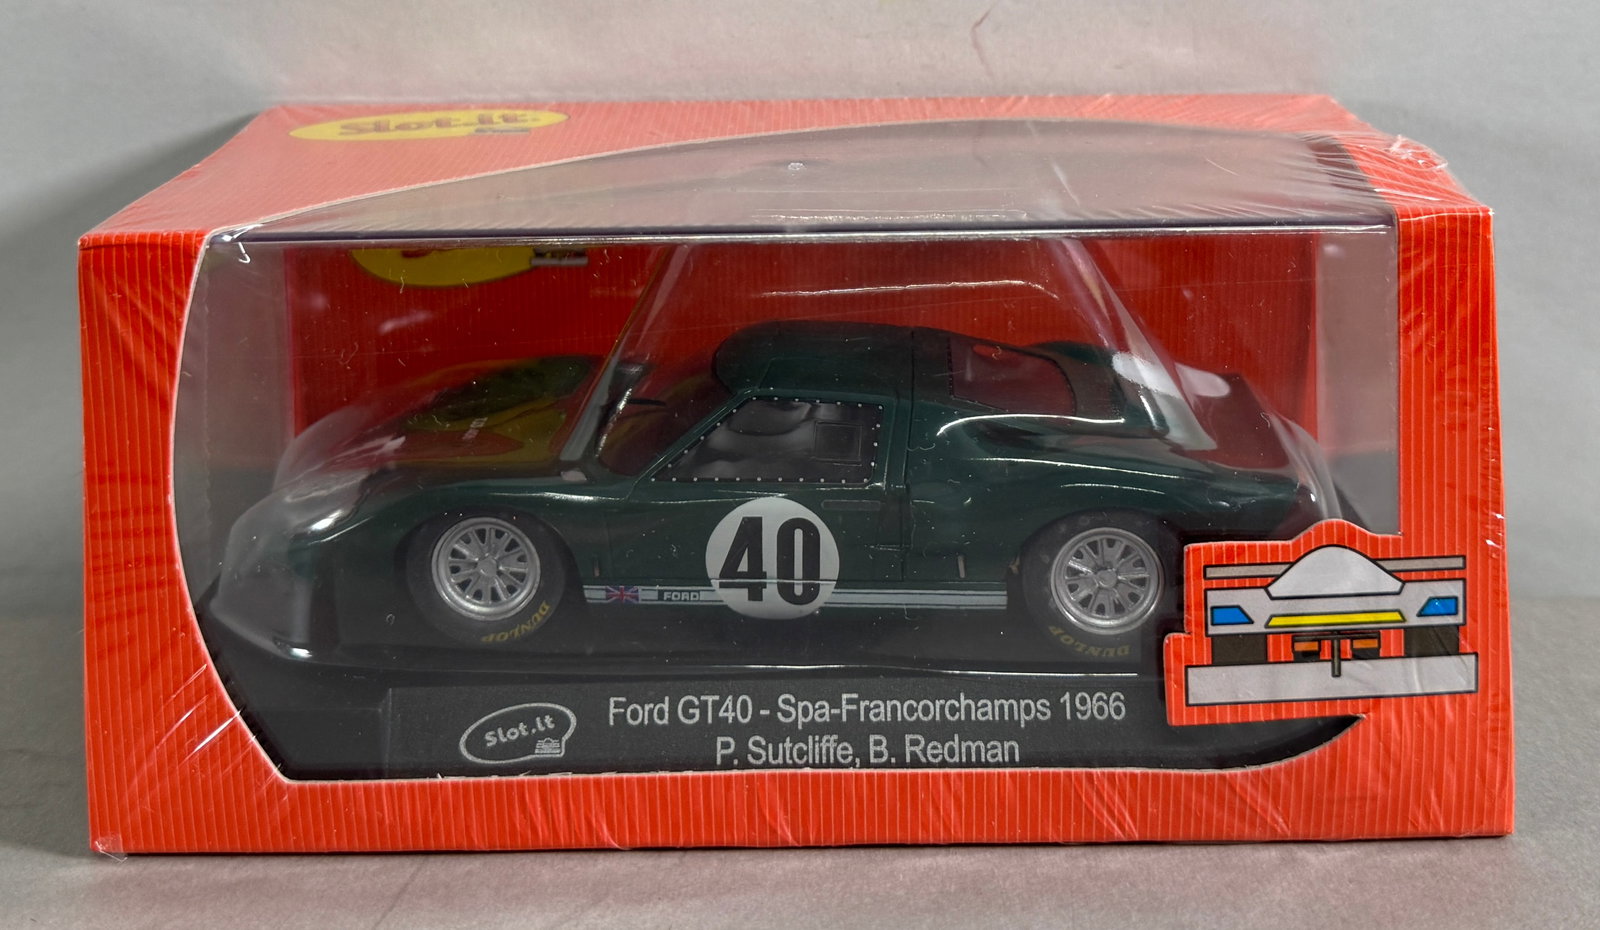 Slot.it
40
FORD
DUNLOP
DUNLOP
Slot.it
Ford GT40 - Spa-Francorchamps 1966
P. Sutcliffe, B. Redman